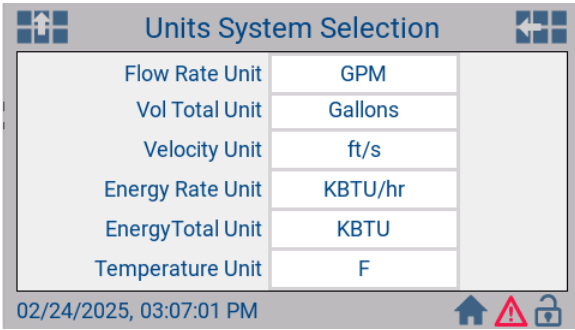 Units System Selection
Flow Rate Unit GPM
Vol Total Unit Gallons
Velocity Unit ft/s
Energy Rate Unit KBTU/hr
EnergyTotal Unit KBTU
Temperature Unit F
02/24/2025, 03:07:01 PM